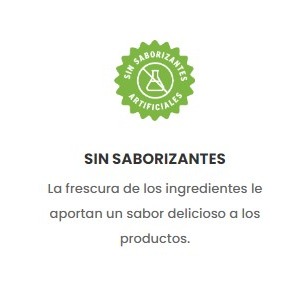 SIN SABORIZANTES
ARTIFICIALES
SIN SABORIZANTES
La frescura de los ingredientes le
aportan un sabor delicioso a los
productos.